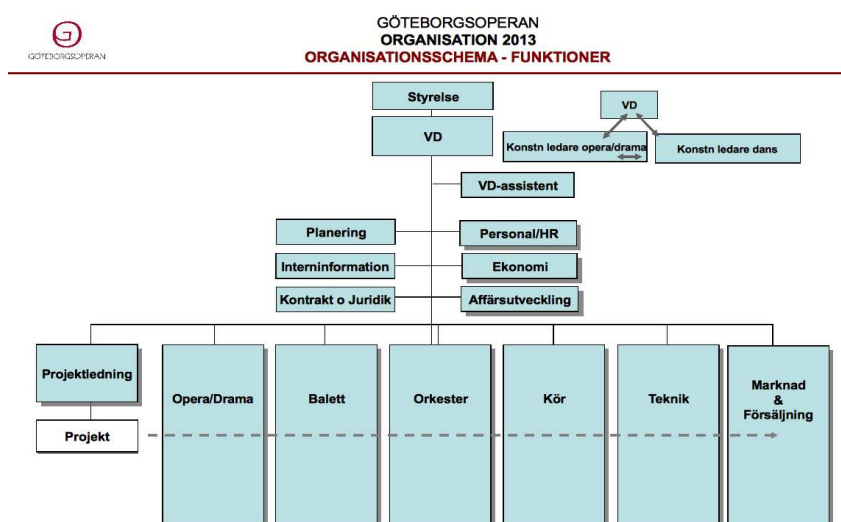 GÖTEBORGSOPERAN
GÖTEBORGSOPERAN
ORGANISATION 2013
ORGANISATIONSSCHEMA - FUNKTIONER
Styrelse
VD
VD
Konstn ledare opera/drama
Konstn ledare dans
VD-assistent
Planering
Personal/HR
Interninformation
Ekonomi
Kontrakt o Juridik
Affärsutveckling
Projektledning
Opera/Drama
Balett
Orkester
Kör
Teknik
Marknad
&
Försäljning
Projekt